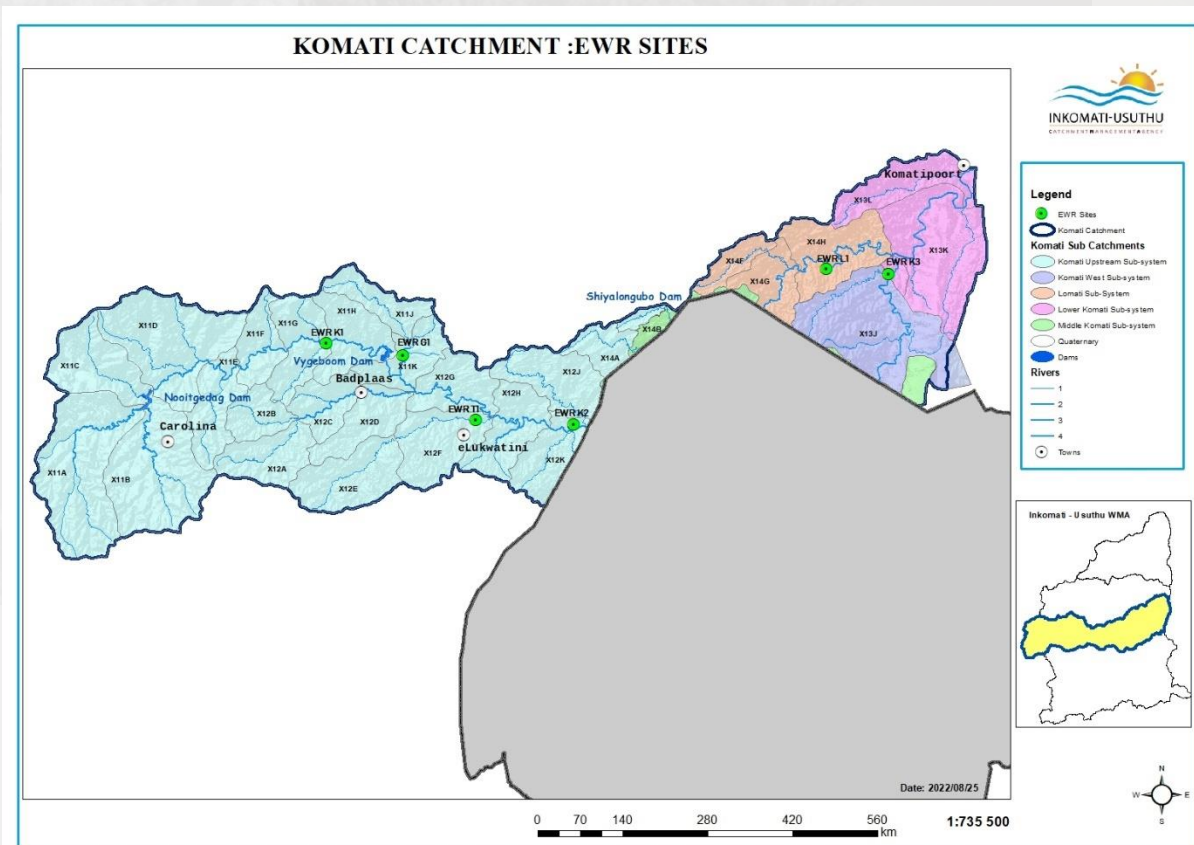 KOMATI CATCHMENT :EWR SITES
INKOMATI-USUTHU
CATCHMENT MANAGEMENT AGENCY
Komatipoort
X13L
X13K
X14H
X14F
EWR L1
EWR K3
X14G
Shiyalongubo Dam
X14B
X13J
X11D
X11H
X11G
X11J
X11F
EWR K1
EWR G1
X14A
X11C
X11E
Vygeboom Dam
X11K
X12G
X12J
Badplaas
X12H
Nooitgedag Dam
X12B
EWR T1
EWR K2
Carolina
X12C
X12D
eLukwatini
X12F
X12K
X11A
X11B
X12A
X12E
Date: 2022/08/25
Legend
EWR Sites
Komati Catchment
Komati Sub Catchments
Komati Upstream Sub-system
Komati West Sub-system
Lomati Sub-System
Lower Komati Sub-system
Middle Komati Sub-system
Quaternary
Dams
Rivers
1
2
3
4
Towns
Inkomati - Usuthu WMA
N
W E
S
0 70 140 280 420 560
km
1:735 500